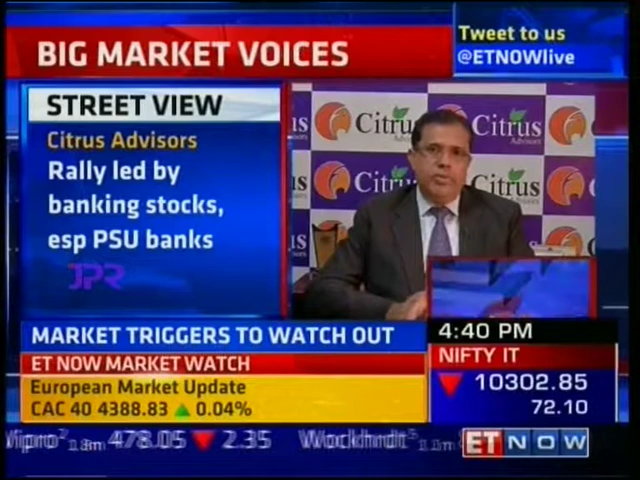 BIG MARKET VOICES
Tweet to us
@ETNOWlive
STREET VIEW
Citrus Advisors
Rally led by
banking stocks,
esp PSU banks
JPR
Citrus
Citrus
Advisors
Citrus
MARKET TRIGGERS TO WATCH OUT
4:40 PM
ET NOW MARKET WATCH
NIFTY IT
European Market Update
10302.85
CAC 40 4388.83 ▲ 0.04%
72.10
Wipro 478.05 ▼ 2.35
ET NOW